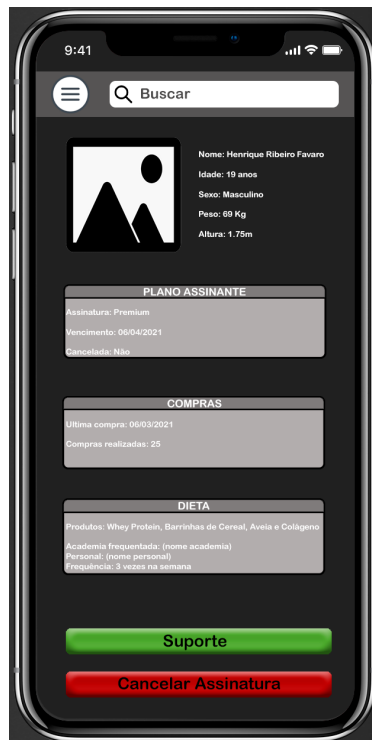 9:41
Buscar
Nome: Henrique Ribeiro Favaro
Idade: 19 anos
Sexo: Masculino
Peso: 69 Kg
Altura: 1.75m
PLANO ASSINANTE
Assinatura: Premium
Vencimento: 06/04/2021
Cancelada: Não
COMPRAS
Ultima compra: 06/03/2021
Compras realizadas: 25
DIETA
Produtos: Whey Protein, Barrinhas de Cereal, Aveia e Colágeno
Academia frequentada: (nome academia)
Personal: (nome personal)
Frequência: 3 vezes na semana
Suporte
Cancelar Assinatura